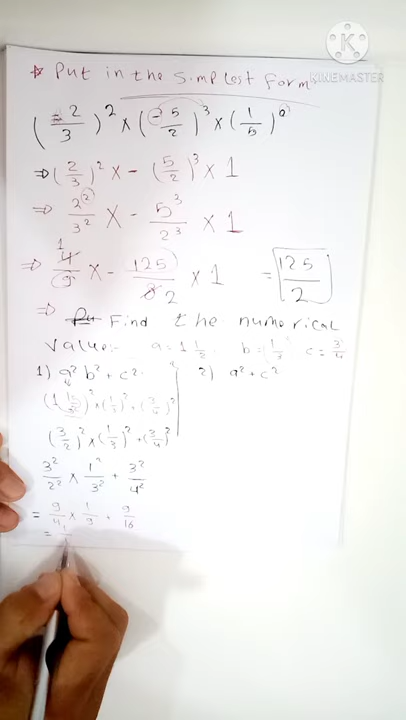 * Put in the simplest form
KINEMASTER
(-2/3)² × (-5/2)³ × (1/5)⁰
⇒ (2/3)² × - (5/2)³ × 1
⇒ 2²/3² × - 5³/2³ × 1
⇒ 4/9 1 × - 125/8 2 × 1 = 125/2
⇒ Find the numerical
Value:- a = 1 1/2 b = 1/3 c = 3/4
1) a² b² + c² 2) a² + c²
(1 1/2)² × (1/3)² + (3/4)²
(3/2)² × (1/3)² + (3/4)²
3²/2² × 1²/3² + 3²/4²
= 9/4 × 1/9 + 9/16
= 1